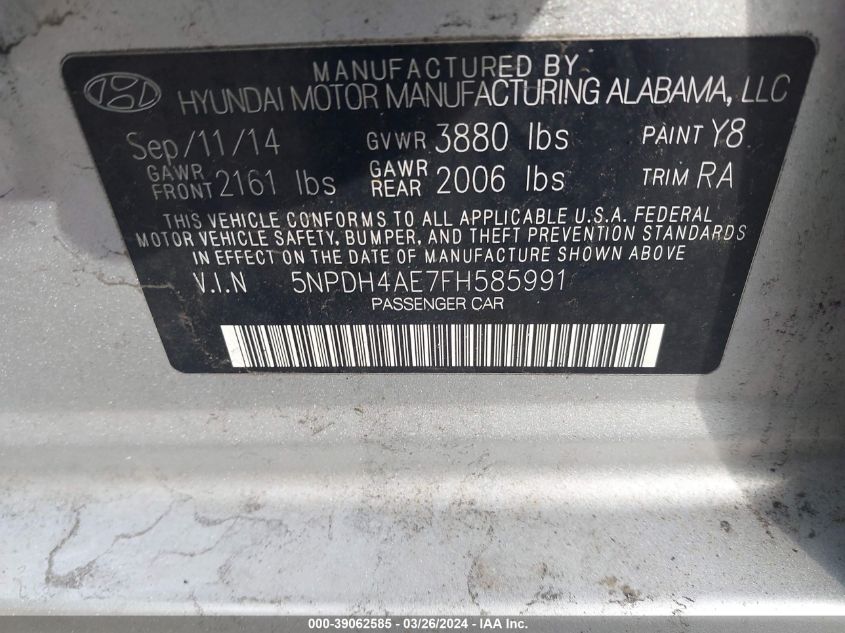 MANUFACTURED BY
HYUNDAI MOTOR MANUFACTURING ALABAMA, LLC
Sep/11/14 GVWR 3880 lbs PAINT Y8
GAWR FRONT 2161 lbs GAWR REAR 2006 lbs TRIM RA
THIS VEHICLE CONFORMS TO ALL APPLICABLE U.S.A. FEDERAL
MOTOR VEHICLE SAFETY, BUMPER, AND THEFT PREVENTION STANDARDS
IN EFFECT ON THE DATE OF MANUFACTURE SHOWN ABOVE
V.I.N 5NPDH4AE7FH585991
PASSENGER CAR
000-39062585 - 03/26/2024 - IAA Inc.